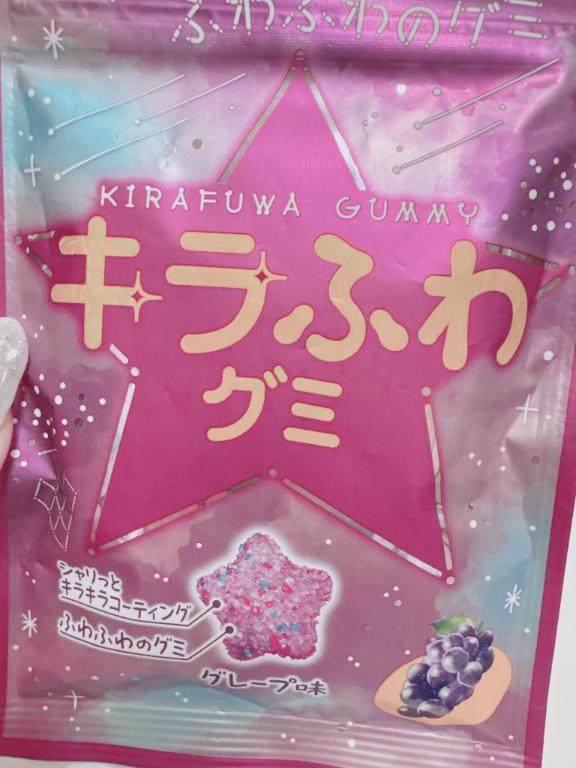 ふわふわのグミ
KIRAFUWA GUMMY
キラふわ
グミ
シャリっと
キラキラコーティング
ふわふわのグミ
グレープ味